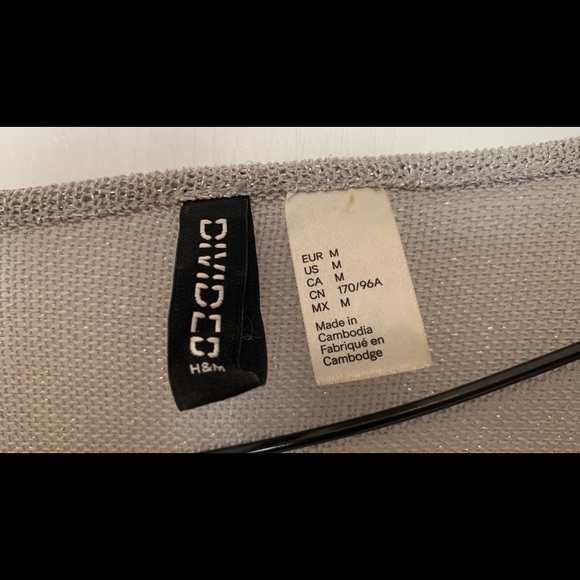 DIVIDED
H&M
EUR M
US M
CA M
CN 170/96A
MX M
Made in
Cambodia
Fabriqué en
Cambodge